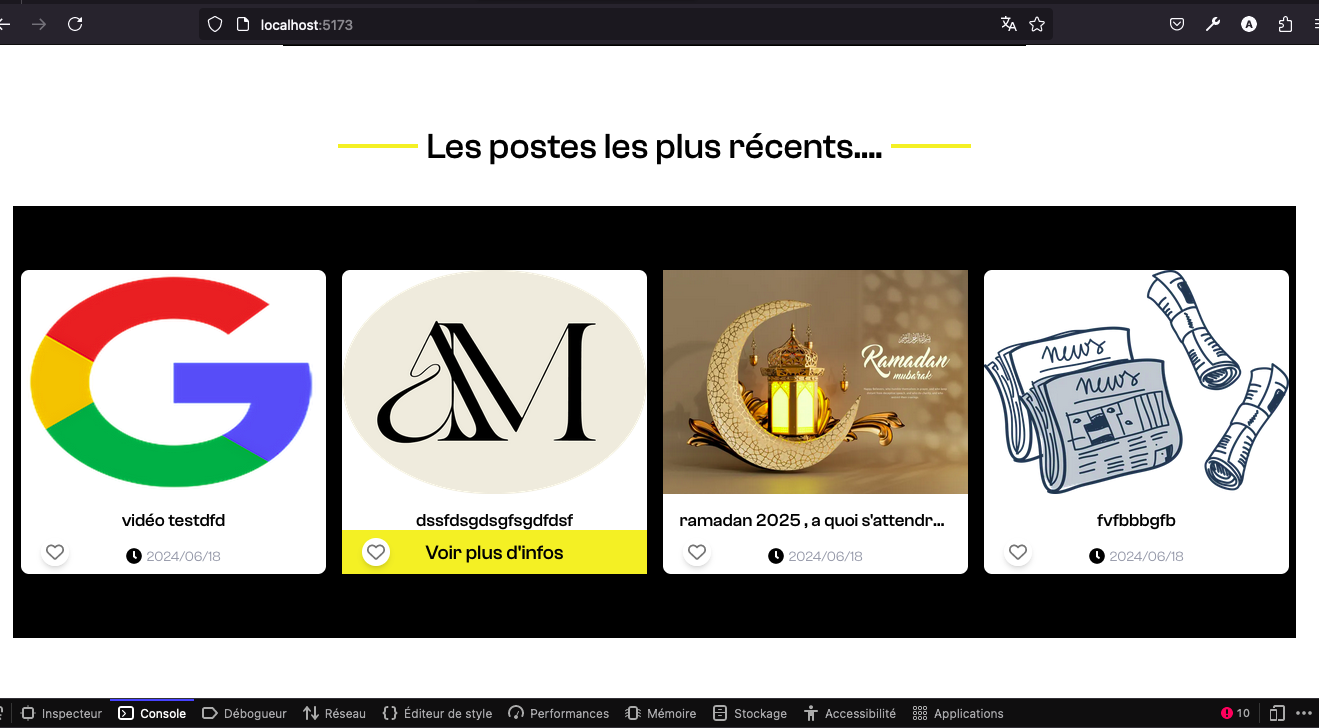 localhost:5173
A
Les postes les plus récents....
AM
Ramadan
mubarak
news
news
vidéo testdfd
dssfdsgdsgfsgdfdsf
ramadan 2025 , a quoi s'attendr...
fvfbbbgfb
2024/06/18
Voir plus d'infos
2024/06/18
2024/06/18
Inspecteur
Console
Débogueur
Réseau
Éditeur de style
Performances
Mémoire
Stockage
Accessibilité
Applications
10